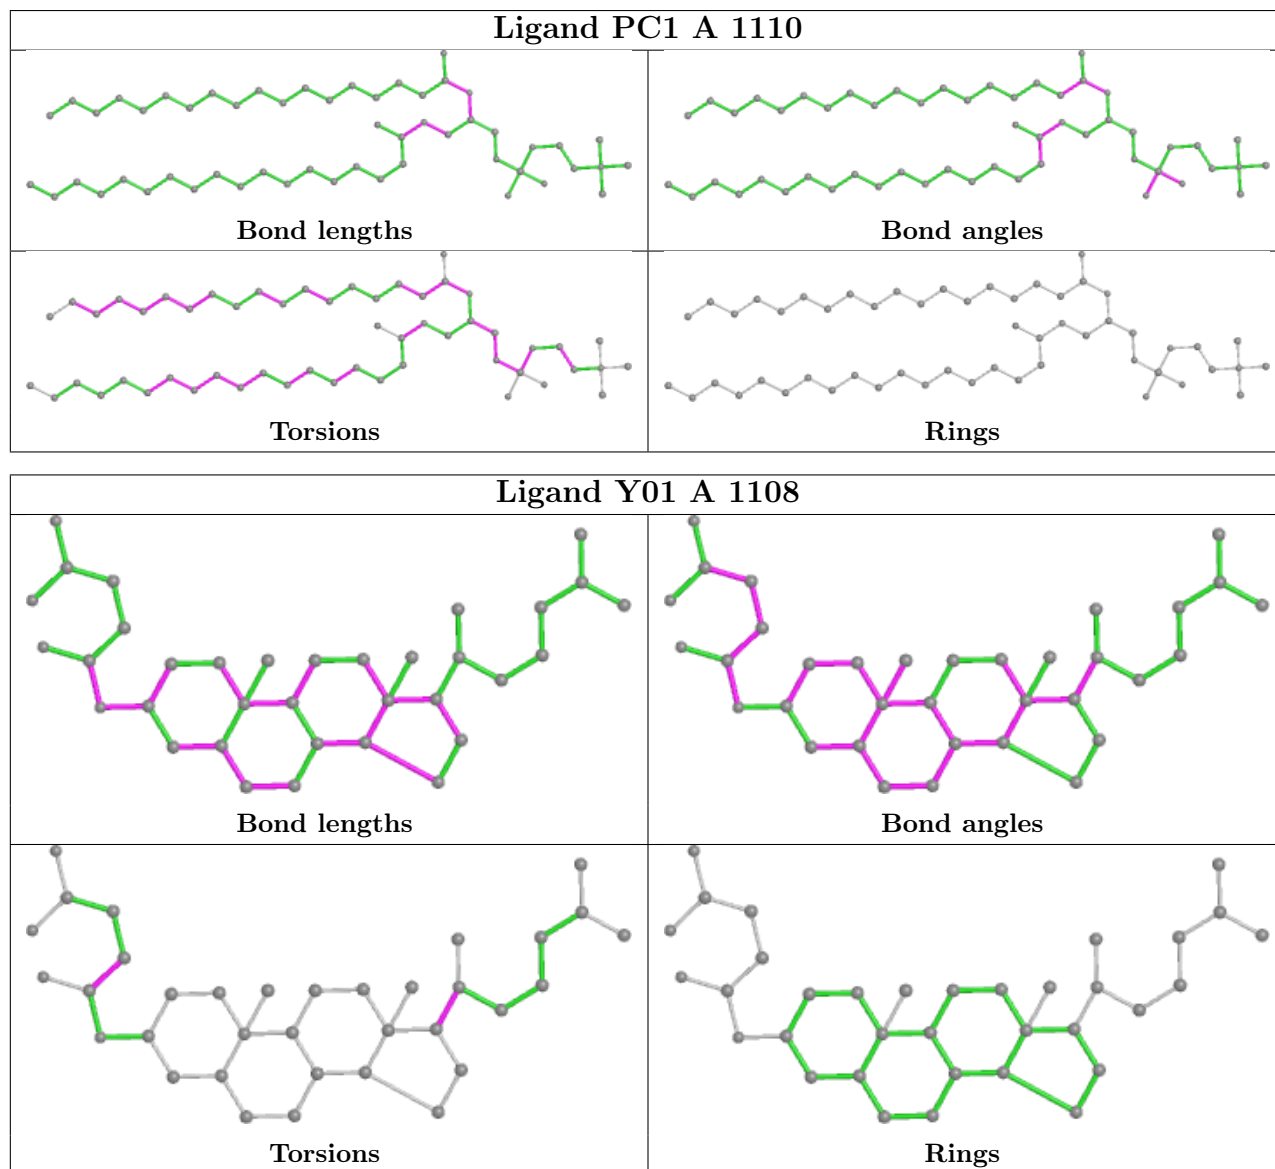 Ligand PC1 A 1110
Bond lengths
Bond angles
Torsions
Rings
Ligand Y01 A 1108
Bond lengths
Bond angles
Torsions
Rings